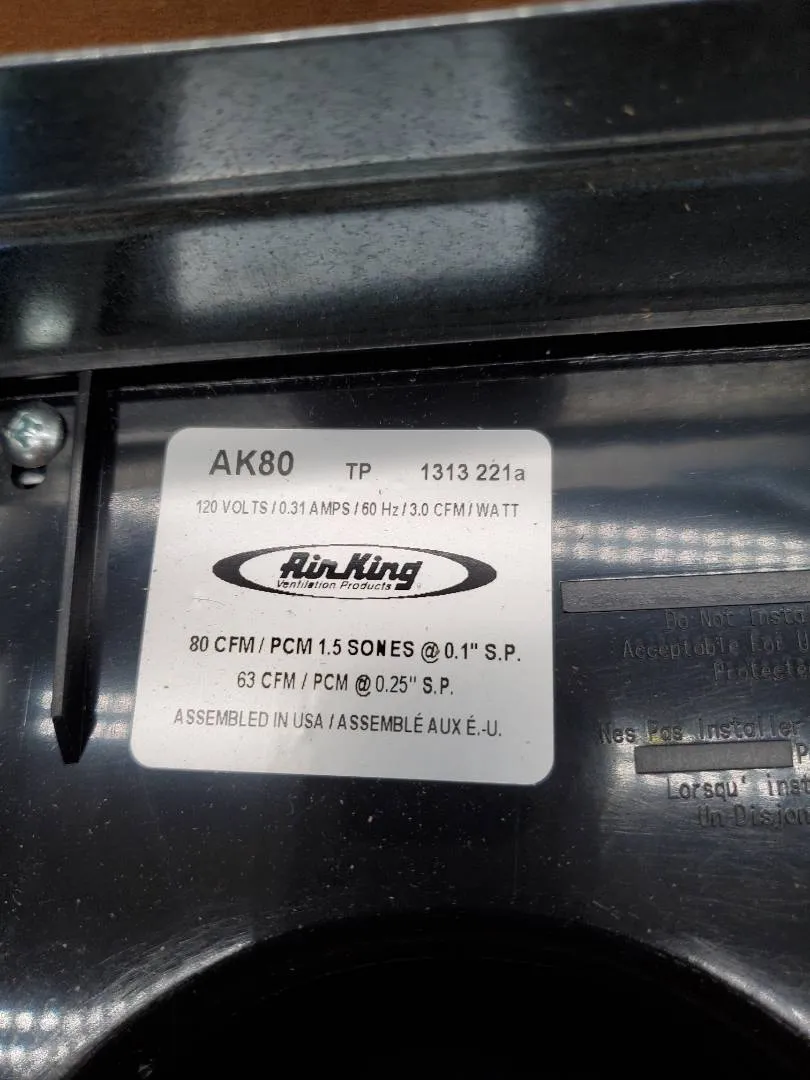 AK80 TP 1313 221a
120 VOLTS / 0.31 AMPS / 60 Hz / 3.0 CFM / WATT
Air King
Ventilation Products
80 CFM / PCM 1.5 SONES @ 0.1" S.P.
63 CFM / PCM @ 0.25" S.P.
ASSEMBLED IN USA / ASSEMBLÉ AUX É.-U.
Do Not Insta
Acceptable For U
Protecte
Nes Pas Installer
P
Lorsqu' inst
Un Disjon